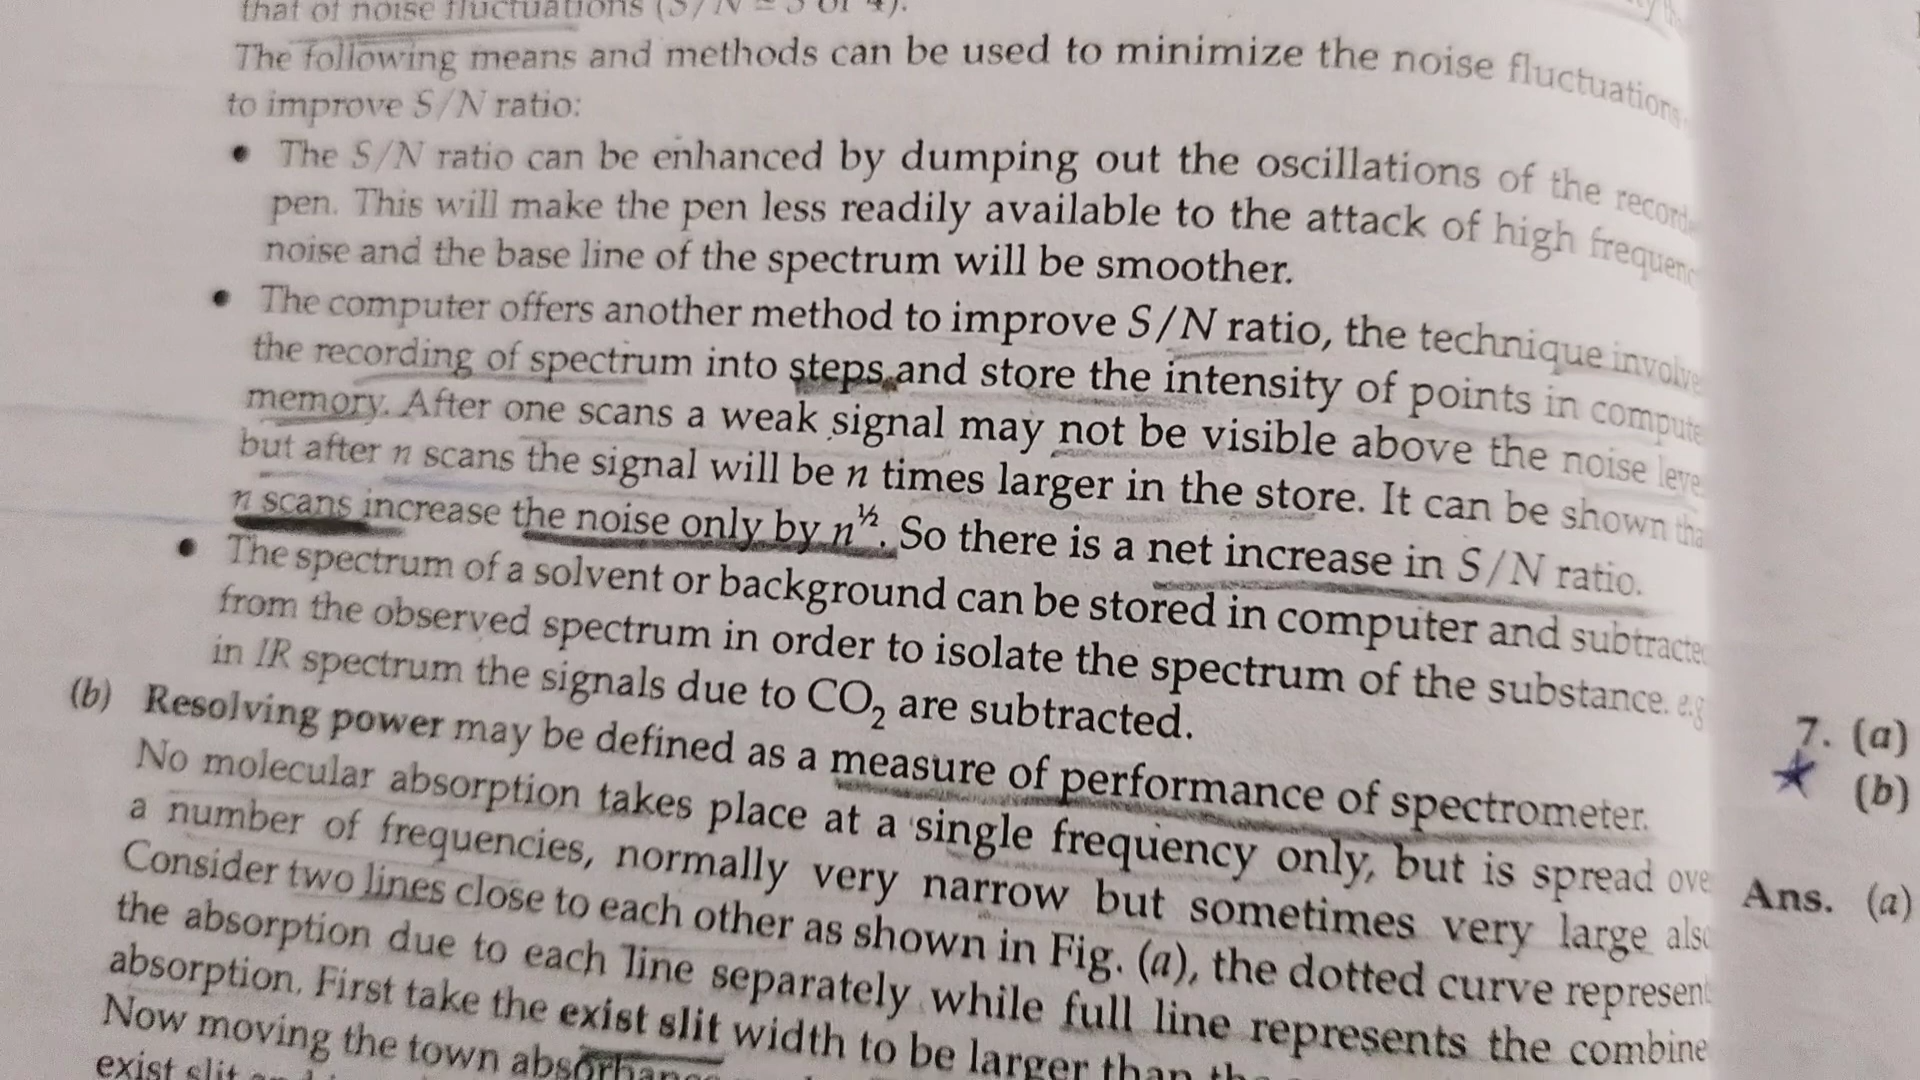 that of noise fluctuations (S/N = 3 or 4).
The following means and methods can be used to minimize the noise fluctuations
to improve S/N ratio:
• The S/N ratio can be enhanced by dumping out the oscillations of the recorde
pen. This will make the pen less readily available to the attack of high frequenc
noise and the base line of the spectrum will be smoother.
• The computer offers another method to improve S/N ratio, the technique involve
the recording of spectrum into steps and store the intensity of points in compute
memory. After one scans a weak signal may not be visible above the noise leve
but after n scans the signal will be n times larger in the store. It can be shown tha
n scans increase the noise only by n½. So there is a net increase in S/N ratio.
• The spectrum of a solvent or background can be stored in computer and subtracte
from the observed spectrum in order to isolate the spectrum of the substance. e.g
in IR spectrum the signals due to CO₂ are subtracted.
(b) Resolving power may be defined as a measure of performance of spectrometer.
No molecular absorption takes place at a single frequency only, but is spread ove
a number of frequencies, normally very narrow but sometimes very large also
Consider two lines close to each other as shown in Fig. (a), the dotted curve represent
the absorption due to each line separately while full line represents the combine
absorption. First take the exist slit width to be larger than
Now moving the town
exist slit
7. (a)
(b)
Ans. (a)